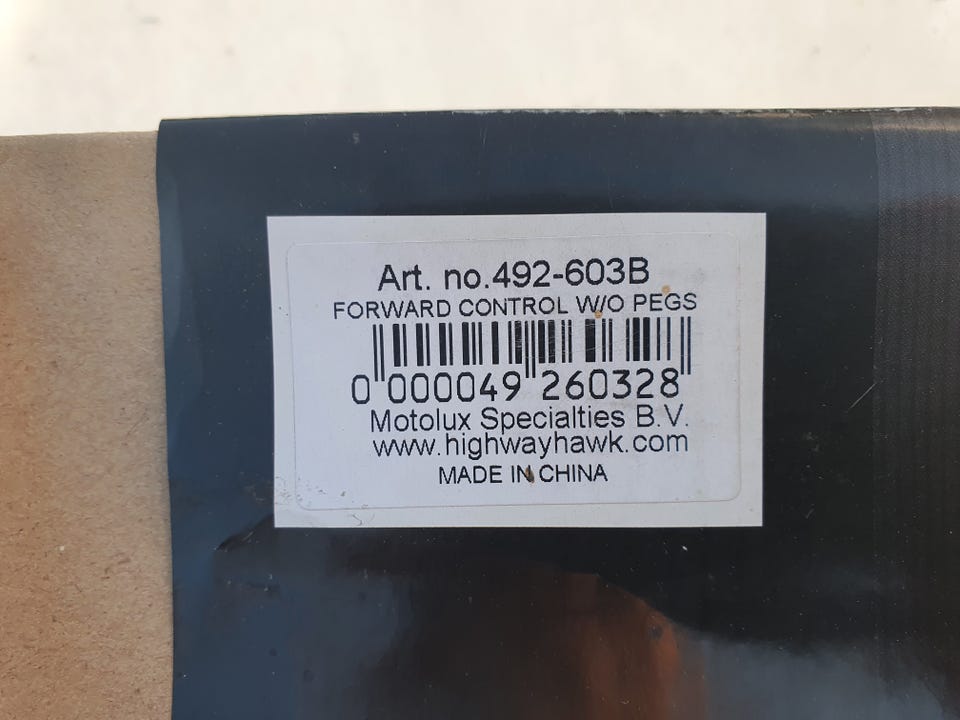 Art. no.492-603B
FORWARD CONTROL W/O PEGS
0 000049 260328
Motolux Specialties B.V.
www.highwayhawk.com
MADE IN CHINA